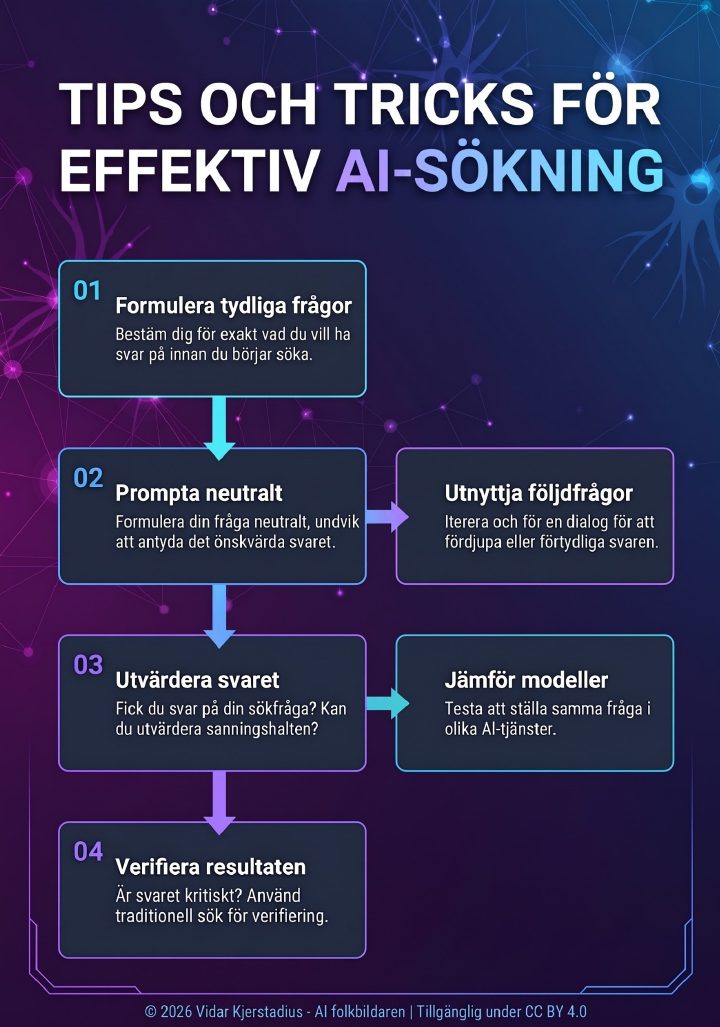 TIPS OCH TRICKS FÖR
EFFEKTIV AI-SÖKNING
01
Formulera tydliga frågor
Bestäm dig för exakt vad du vill ha
svar på innan du börjar söka.
02
Prompta neutralt
Formulera din fråga neutralt, undvik
att antyda det önskvärda svaret.
Utnyttja följdfrågor
Iterera och för en dialog för att
fördjupa eller förtydliga svaren.
03
Utvärdera svaret
Fick du svar på din sökfråga? Kan
du utvärdera sanningshalten?
Jämför modeller
Testa att ställa samma fråga i
olika AI-tjänster.
04
Verifiera resultaten
Är svaret kritiskt? Använd
traditionell sök för verifiering.
© 2026 Vidar Kjerstadius - AI folkbildaren | Tillgänglig under CC BY 4.0